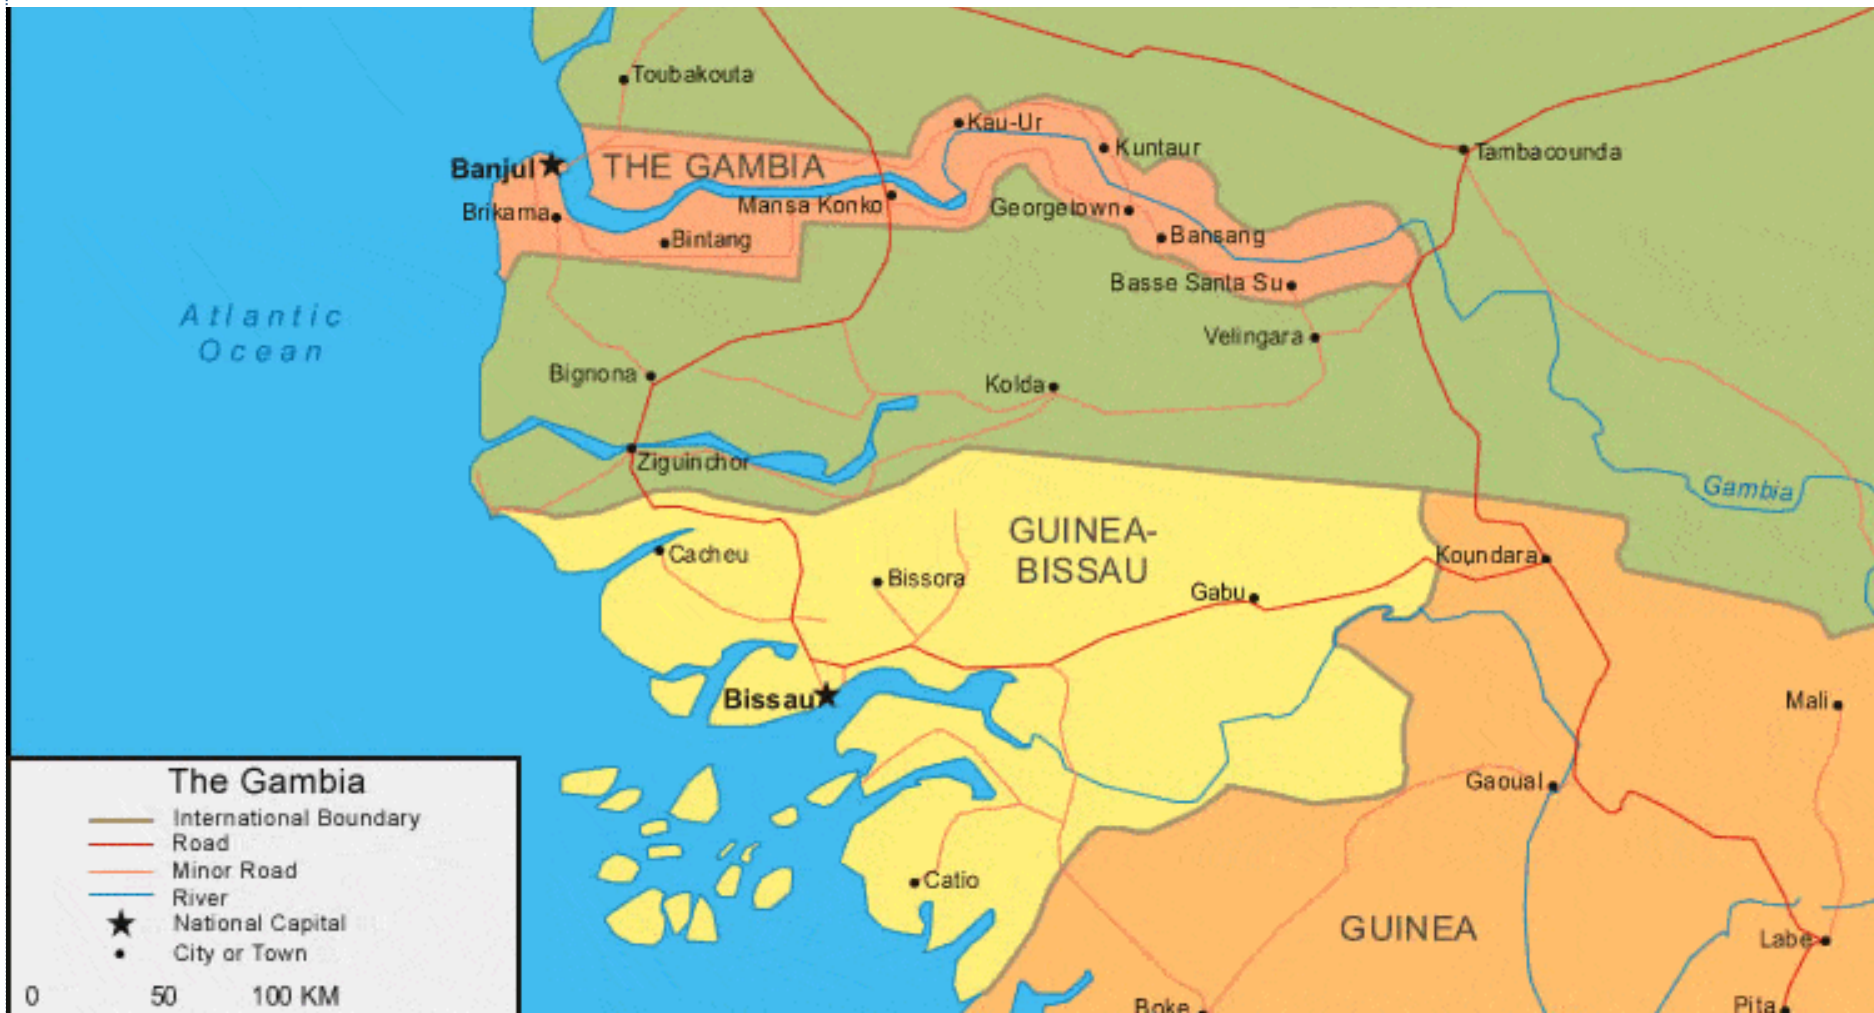 Toubakouta
Kau-Ur
Kuntaur
Tambacounda
Banjul
THE GAMBIA
Mansa Konko
Georgetown
Brikama
Bintang
Bansang
Basse Santa Su
Atlantic
Ocean
Velingara
Bignona
Kolda
Ziguinchor
Gambia
GUINEA-
BISSAU
Cacheu
Bissora
Koundara
Gabu
Bissau
Mali
Gaoual
Catio
GUINEA
Labe
Boke
Pita
The Gambia
International Boundary
Road
Minor Road
River
National Capital
City or Town
0 50 100 KM